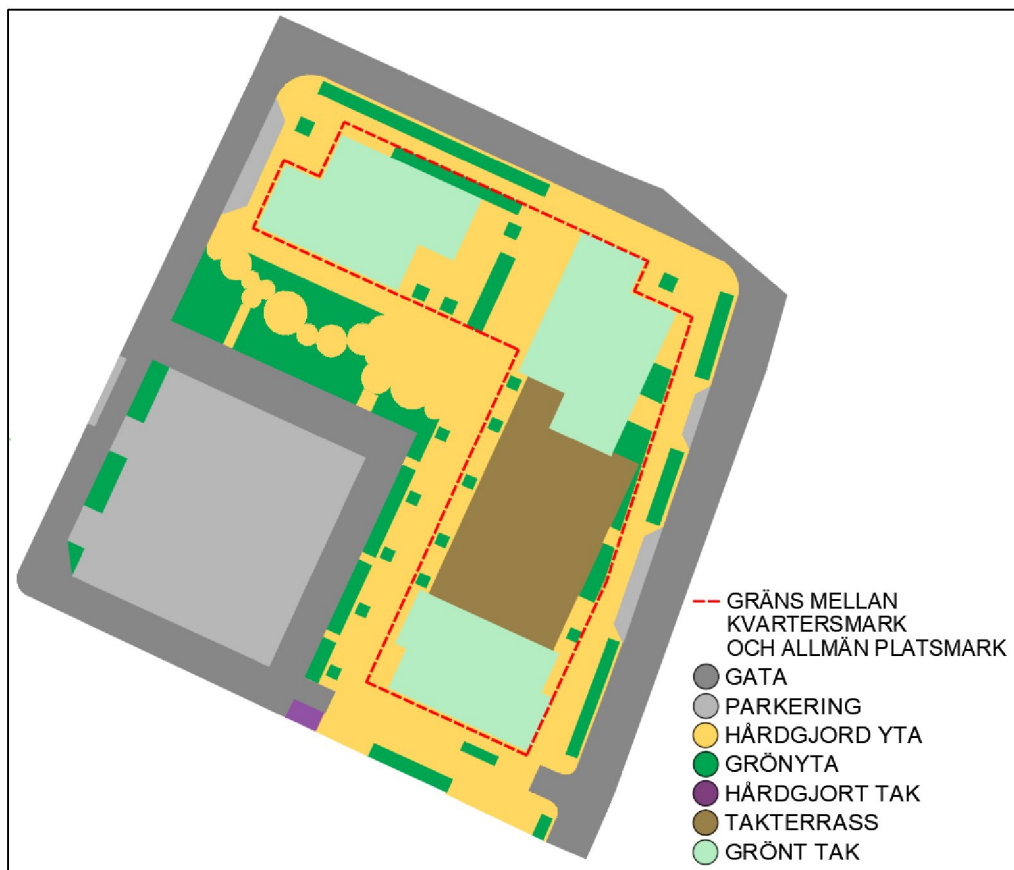 GRÄNS MELLAN
KVARTERSMARK
OCH ALLMÄN PLATSMARK
GATA
PARKERING
HÅRDGJORD YTA
GRÖNYTA
HÅRDGJORT TAK
TAKTERRASS
GRÖNT TAK